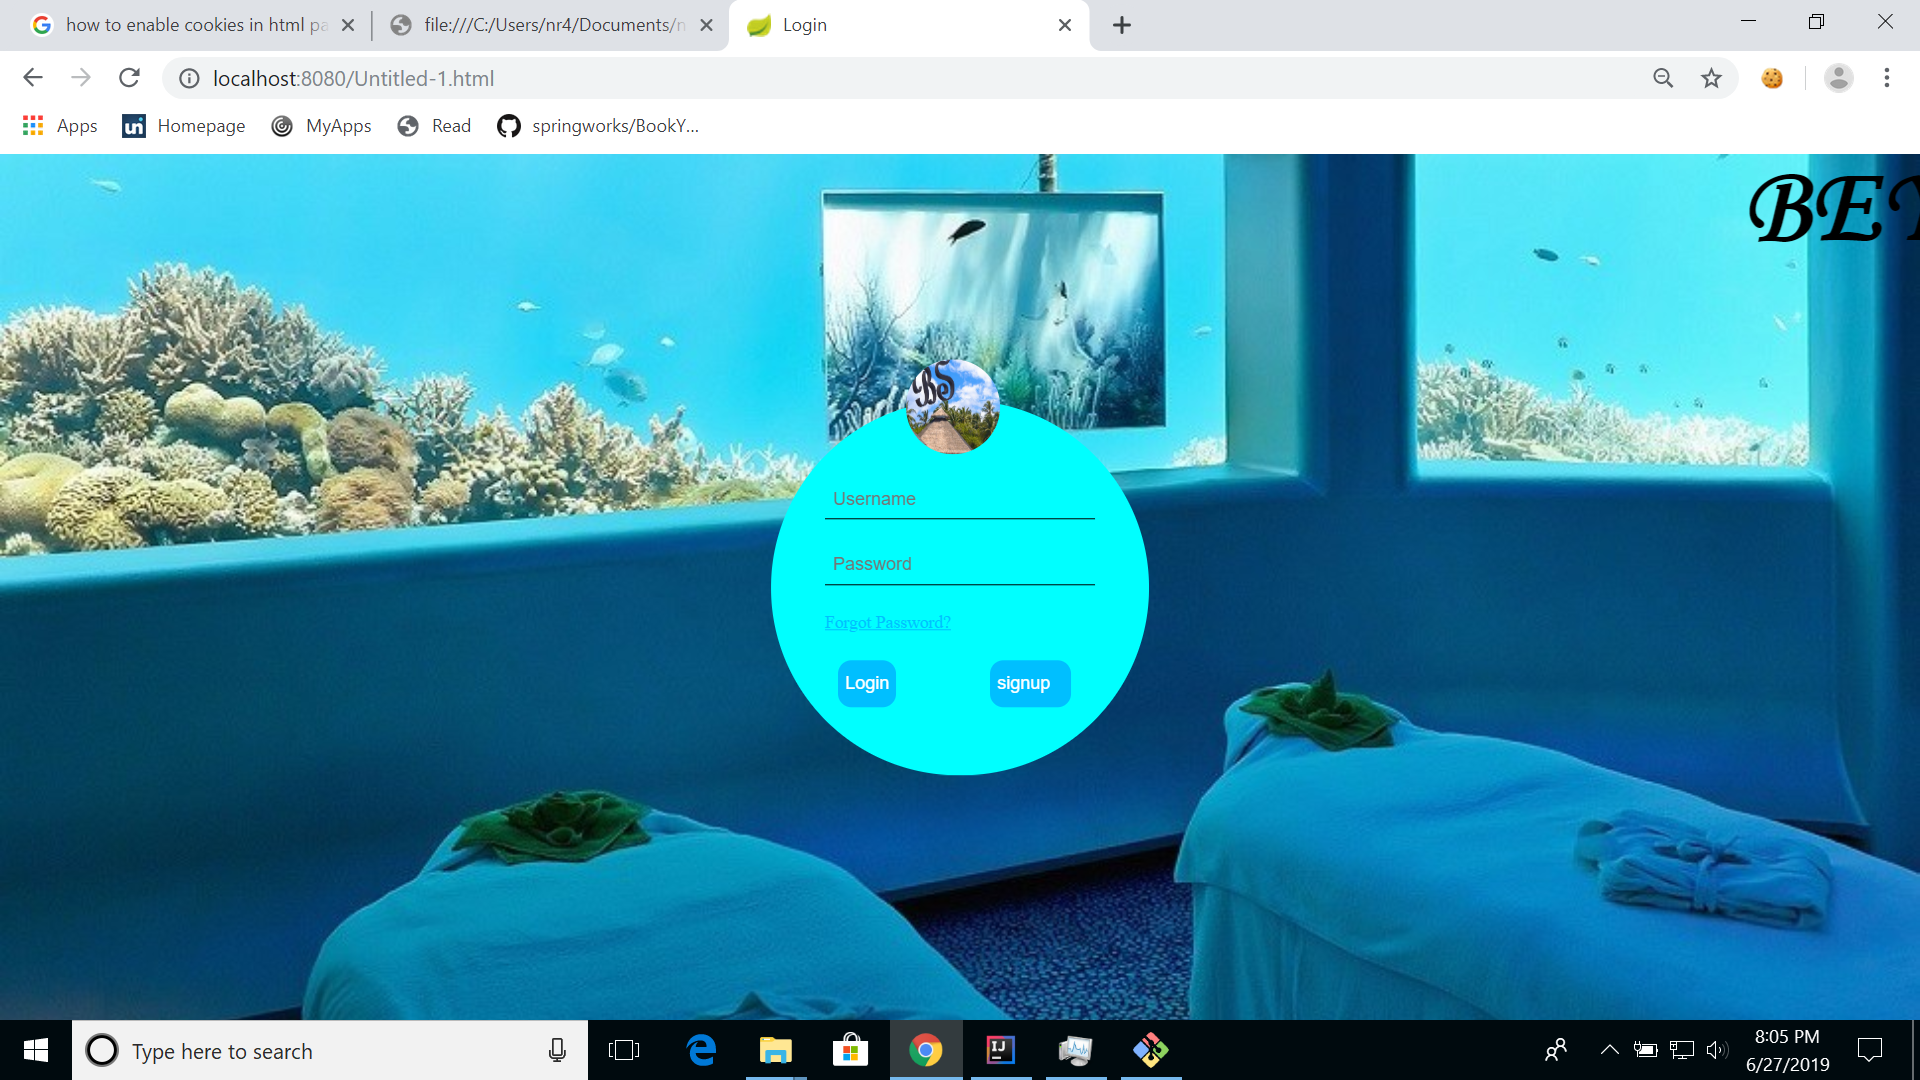 how to enable cookies in html pa
file:///C:/Users/nr4/Documents/n
Login
localhost:8080/Untitled-1.html
Apps
Homepage
MyApps
Read
springworks/BookY...
BEY
BS
Username
Password
Forgot Password?
Login
signup
Type here to search
8:05 PM
6/27/2019